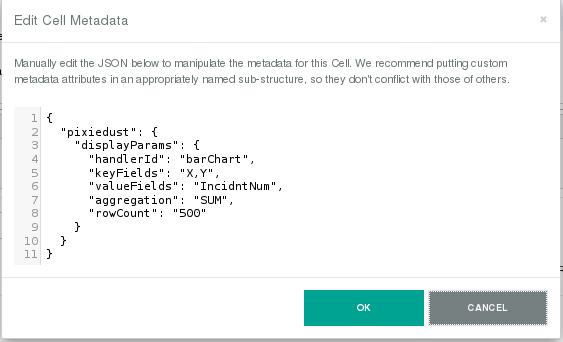 Edit Cell Metadata ×
Manually edit the JSON below to manipulate the metadata for this Cell. We recommend putting custom
metadata attributes in an appropriately named sub-structure, so they don't conflict with those of others.
1 {
2   "pixiedust": {
3     "displayParams": {
4       "handlerId": "barChart",
5       "keyFields": "X,Y",
6       "valueFields": "IncidntNum",
7       "aggregation": "SUM",
8       "rowCount": "500"
9     }
10   }
11 }
OK CANCEL